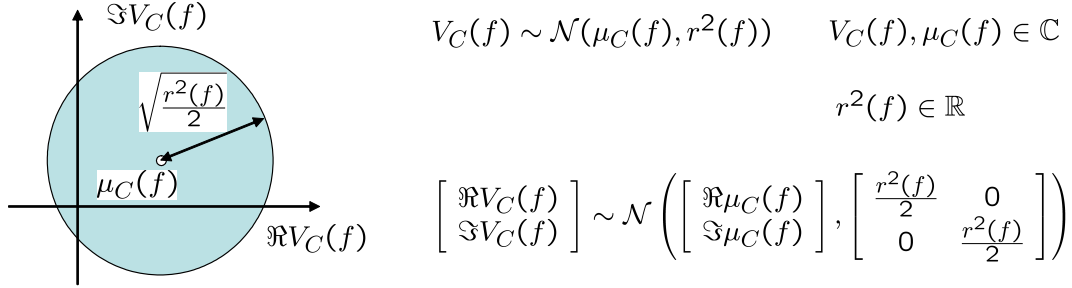 ℑV_C(f)
√(r²(f)/2)
μ_C(f)
ℜV_C(f)
V_C(f) ∼ 𝒩(μ_C(f), r²(f))    V_C(f), μ_C(f) ∈ ℂ
r²(f) ∈ ℝ
[ℜV_C(f); ℑV_C(f)] ∼ 𝒩([ℜμ_C(f); ℑμ_C(f)], [r²(f)/2 0; 0 r²(f)/2])